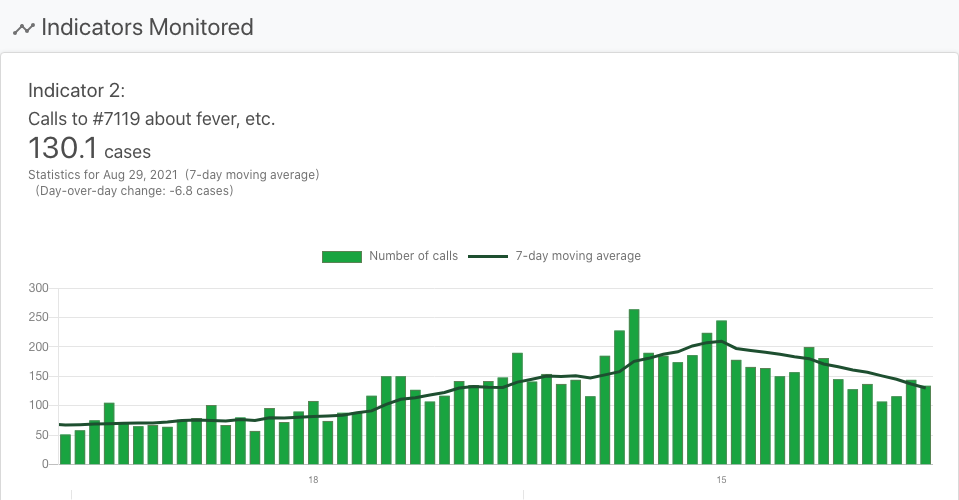 Indicators Monitored
Indicator 2:
Calls to #7119 about fever, etc.
130.1 cases
Statistics for Aug 29, 2021 (7-day moving average)
(Day-over-day change: -6.8 cases)
Number of calls 7-day moving average
300
250
200
150
100
50
0
18 15